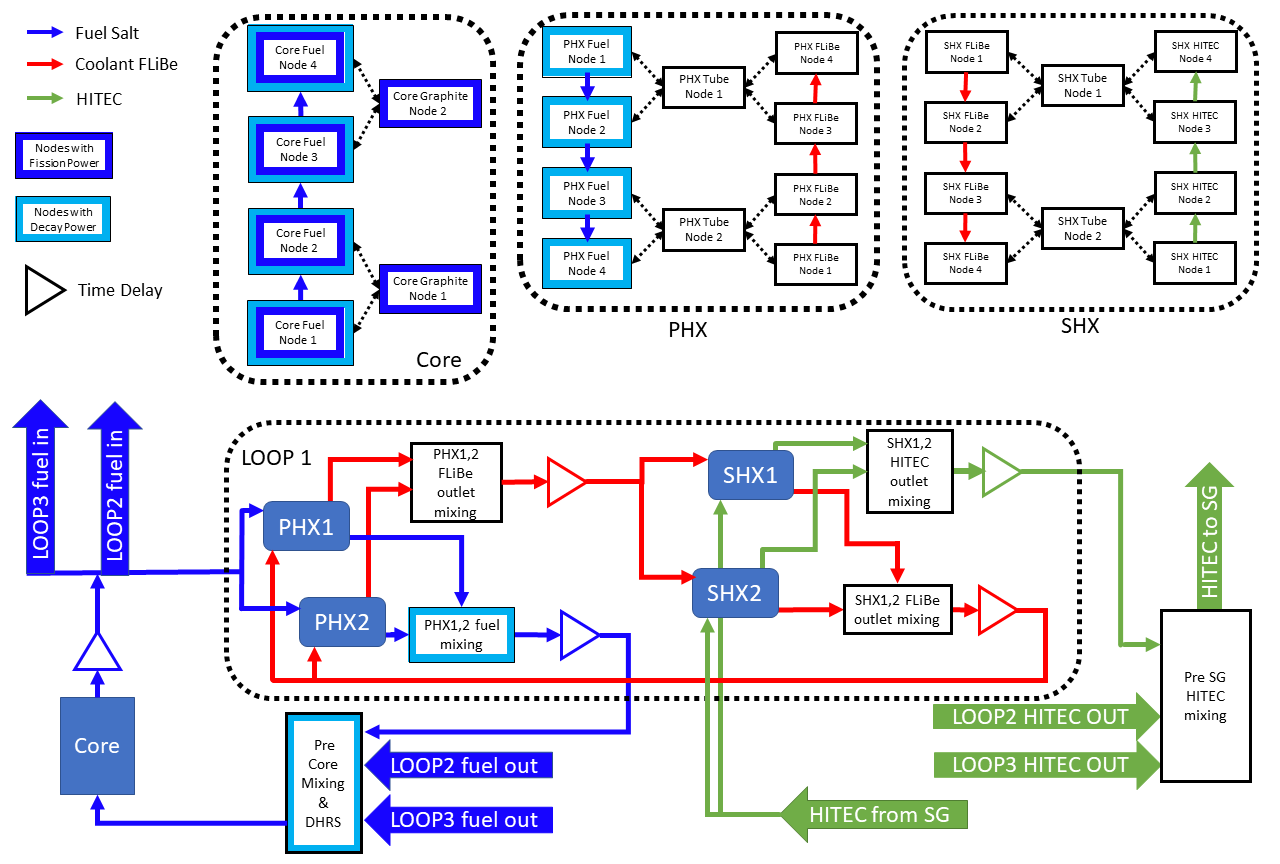 Fuel Salt
Coolant FLiBe
HITEC
Nodes with
Fission Power
Nodes with
Decay Power
Time Delay
Core Fuel
Node 4
Core Graphite
Node 2
Core Fuel
Node 3
Core Fuel
Node 2
Core Graphite
Node 1
Core Fuel
Node 1
Core
PHX Fuel
Node 1
PHX Fuel
Node 2
PHX Fuel
Node 3
PHX Fuel
Node 4
PHX Tube
Node 1
PHX Tube
Node 2
PHX FLiBe
Node 4
PHX FLiBe
Node 3
PHX FLiBe
Node 2
PHX FLiBe
Node 1
PHX
SHX FLiBe
Node 1
SHX FLiBe
Node 2
SHX FLiBe
Node 3
SHX FLiBe
Node 4
SHX Tube
Node 1
SHX Tube
Node 2
SHX HITEC
Node 4
SHX HITEC
Node 3
SHX HITEC
Node 2
SHX HITEC
Node 1
SHX
LOOP3 fuel in
LOOP2 fuel in
LOOP 1
PHX1
PHX2
PHX1,2
FLiBe
outlet
mixing
PHX1,2 fuel
mixing
SHX1
SHX2
SHX1,2
HITEC
outlet
mixing
SHX1,2 FLiBe
outlet mixing
HITEC to SG
Pre SG
HITEC
mixing
LOOP2 HITEC OUT
LOOP3 HITEC OUT
HITEC from SG
Core
Pre
Core
Mixing
&
DHRS
LOOP2 fuel out
LOOP3 fuel out